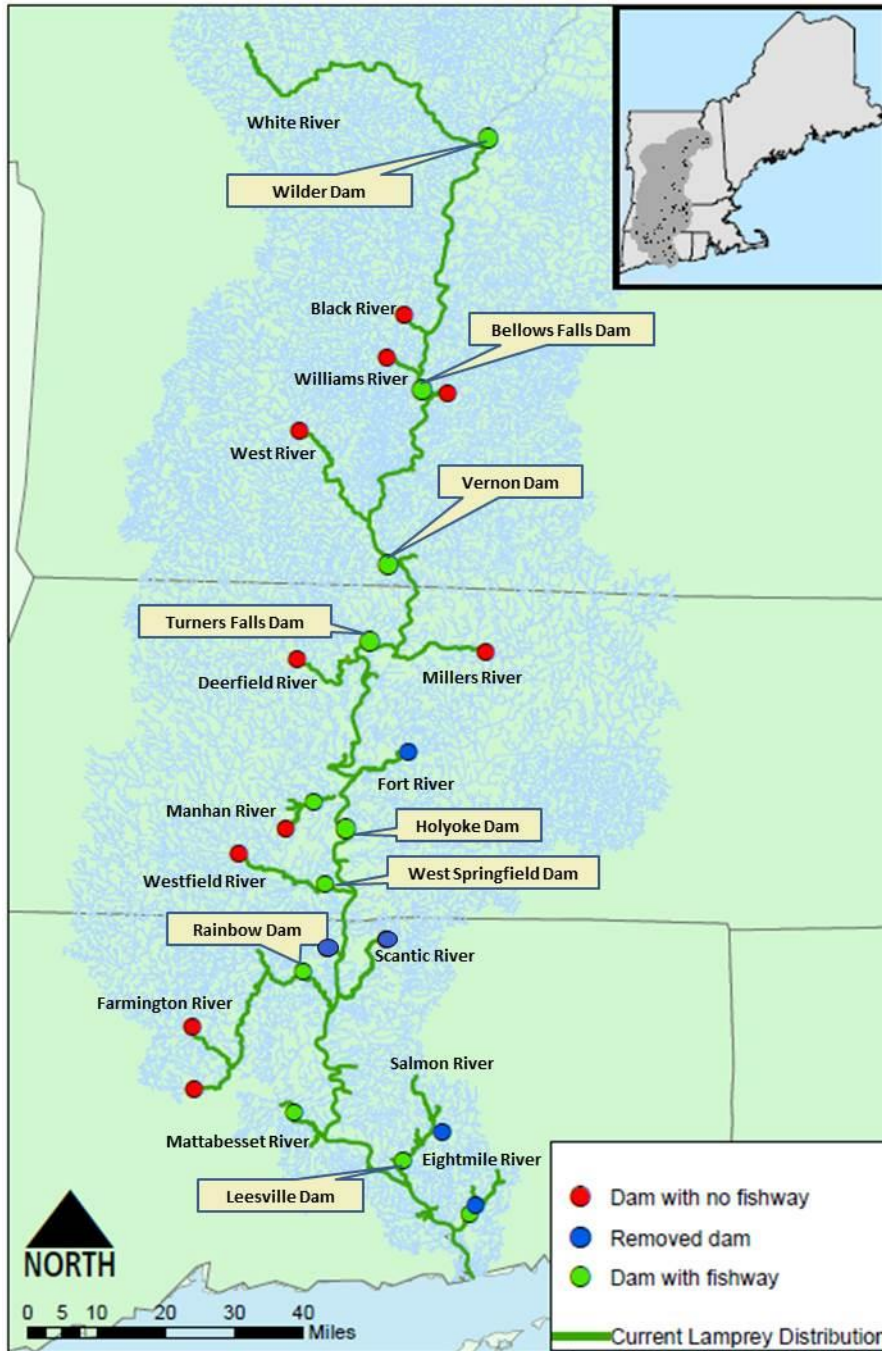 White River
Wilder Dam
Black River
Bellows Falls Dam
Williams River
West River
Vernon Dam
Turners Falls Dam
Deerfield River
Millers River
Fort River
Manhan River
Holyoke Dam
West Springfield Dam
Westfield River
Rainbow Dam
Scantic River
Farmington River
Salmon River
Mattabesset River
Eightmile River
Leesville Dam
NORTH
0 5 10 20 30 40
Miles
Dam with no fishway
Removed dam
Dam with fishway
Current Lamprey Distribution